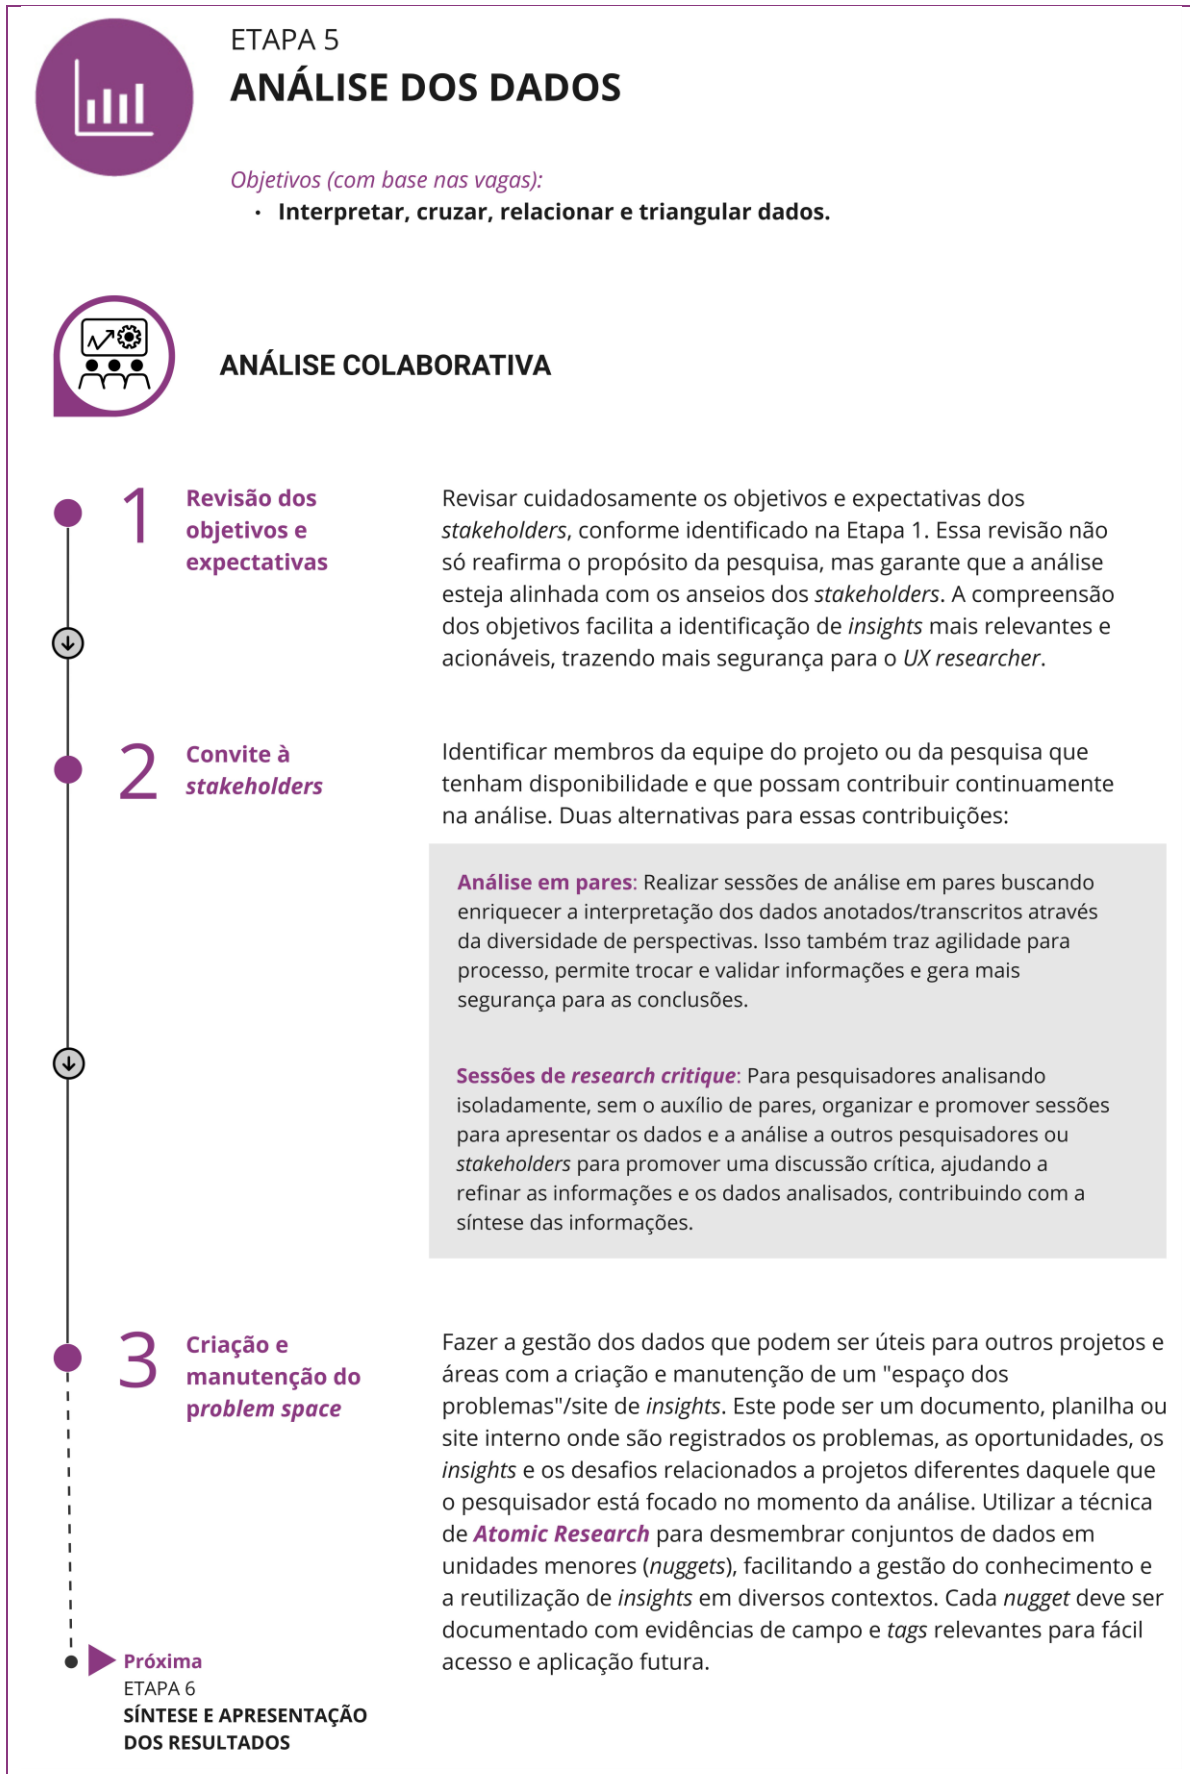 ETAPA 5
ANÁLISE DOS DADOS
Objetivos (com base nas vagas):
• Interpretar, cruzar, relacionar e triangular dados.
ANÁLISE COLABORATIVA
1
Revisão dos
objetivos e
expectativas
Revisar cuidadosamente os objetivos e expectativas dos
stakeholders, conforme identificado na Etapa 1. Essa revisão não
só reafirma o propósito da pesquisa, mas garante que a análise
esteja alinhada com os anseios dos stakeholders. A compreensão
dos objetivos facilita a identificação de insights mais relevantes e
acionáveis, trazendo mais segurança para o UX researcher.
2
Convite à
stakeholders
Identificar membros da equipe do projeto ou da pesquisa que
tenham disponibilidade e que possam contribuir continuamente
na análise. Duas alternativas para essas contribuições:
Análise em pares: Realizar sessões de análise em pares buscando
enriquecer a interpretação dos dados anotados/transcritos através
da diversidade de perspectivas. Isso também traz agilidade para
processo, permite trocar e validar informações e gera mais
segurança para as conclusões.
Sessões de research critique: Para pesquisadores analisando
isoladamente, sem o auxílio de pares, organizar e promover sessões
para apresentar os dados e a análise a outros pesquisadores ou
stakeholders para promover uma discussão crítica, ajudando a
refinar as informações e os dados analisados, contribuindo com a
síntese das informações.
3
Criação e
manutenção do
problem space
Fazer a gestão dos dados que podem ser úteis para outros projetos e
áreas com a criação e manutenção de um "espaço dos
problemas"/site de insights. Este pode ser um documento, planilha ou
site interno onde são registrados os problemas, as oportunidades, os
insights e os desafios relacionados a projetos diferentes daquele que
o pesquisador está focado no momento da análise. Utilizar a técnica
de Atomic Research para desmembrar conjuntos de dados em
unidades menores (nuggets), facilitando a gestão do conhecimento e
a reutilização de insights em diversos contextos. Cada nugget deve ser
documentado com evidências de campo e tags relevantes para fácil
acesso e aplicação futura.
Próxima
ETAPA 6
SÍNTESE E APRESENTAÇÃO
DOS RESULTADOS